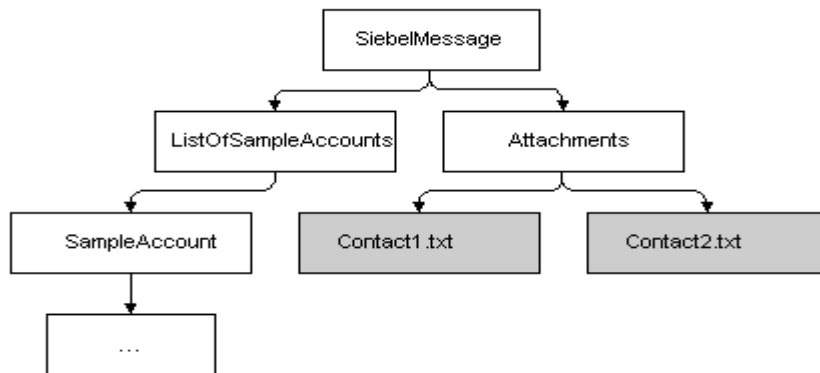 SiebelMessage
ListOfSampleAccounts
Attachments
SampleAccount
Contact1.txt
Contact2.txt
...